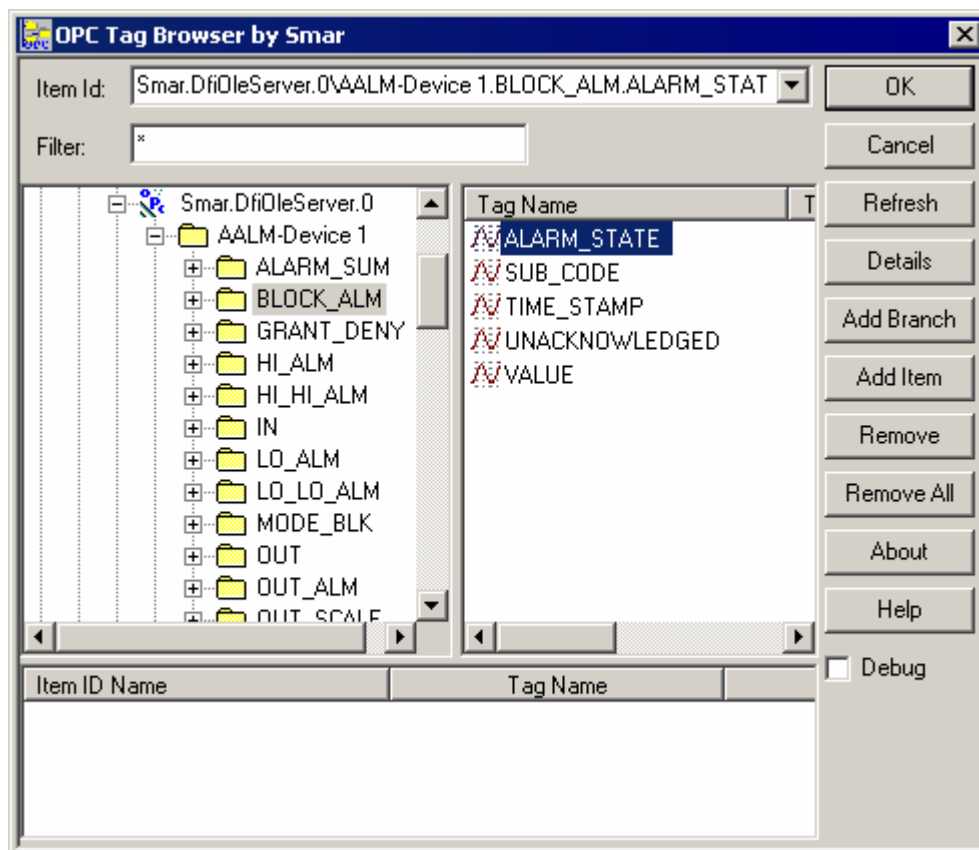 OPC Tag Browser by Smar
Item Id: Smar.DfiOleServer.0\AALM-Device 1.BLOCK_ALM.ALARM_STAT
OK
Filter: *
Cancel
Smar.DfiOleServer.0
AALM-Device 1
ALARM_SUM
BLOCK_ALM
GRANT_DENY
HI_ALM
HI_HI_ALM
IN
LO_ALM
LO_LO_ALM
MODE_BLK
OUT
OUT_ALM
OUT_SCALE
Tag Name T
ALARM_STATE
SUB_CODE
TIME_STAMP
UNACKNOWLEDGED
VALUE
Refresh
Details
Add Branch
Add Item
Remove
Remove All
About
Help
Debug
Item ID Name Tag Name